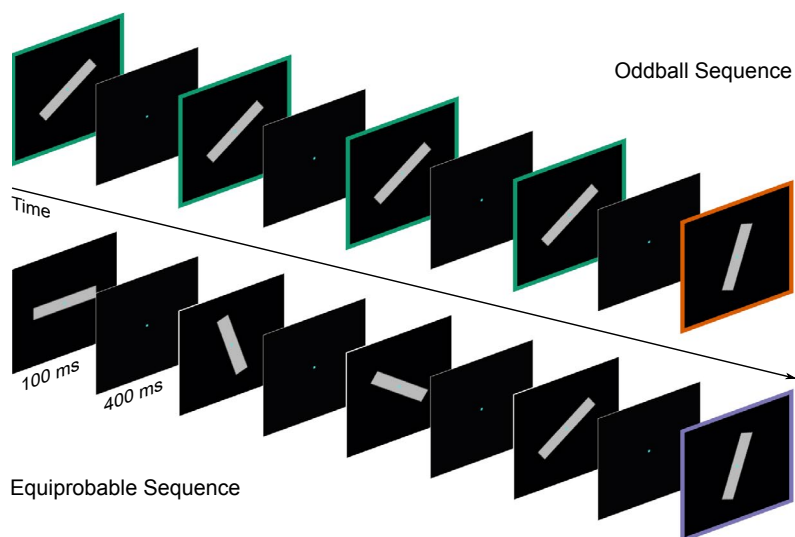 Oddball Sequence
Time
100 ms
400 ms
Equiprobable Sequence